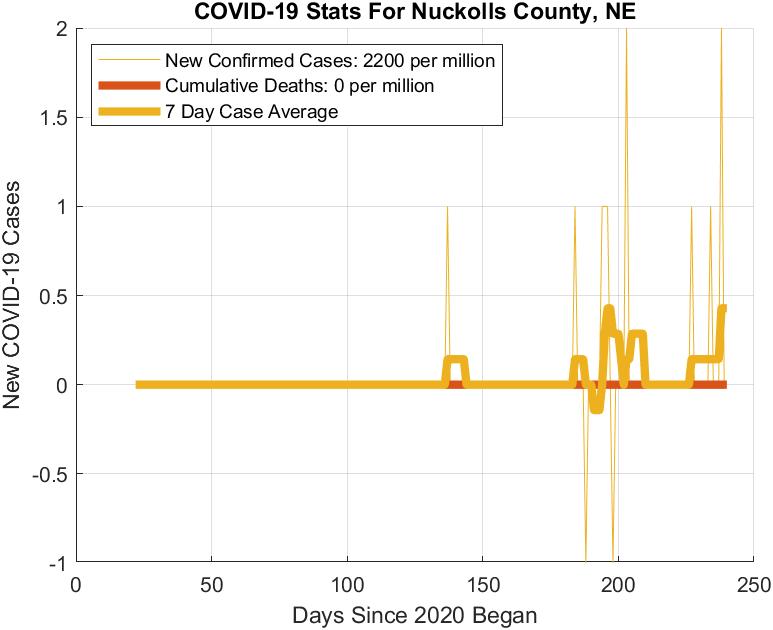 COVID-19 Stats For Nuckolls County, NE
New Confirmed Cases: 2200 per million
Cumulative Deaths: 0 per million
7 Day Case Average
New COVID-19 Cases
2
1.5
1
0.5
0
-0.5
-1
0 50 100 150 200 250
Days Since 2020 Began